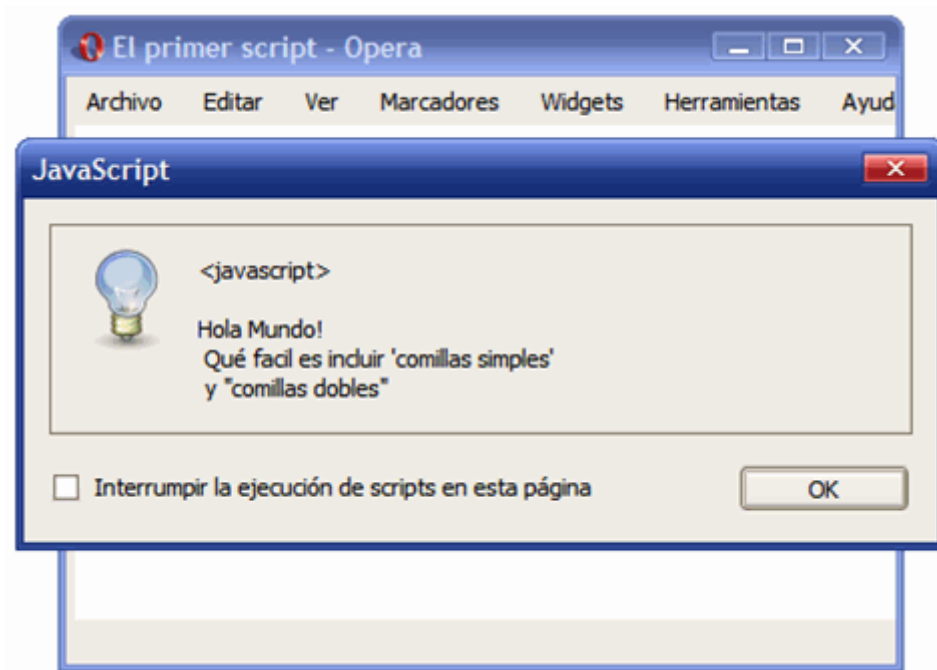 El primer script - Opera
Archivo Editar Ver Marcadores Widgets Herramientas Ayud
JavaScript
<javascript>
Hola Mundo!
Qué facil es incluir 'comillas simples'
y "comillas dobles"
Interrumpir la ejecución de scripts en esta página
OK